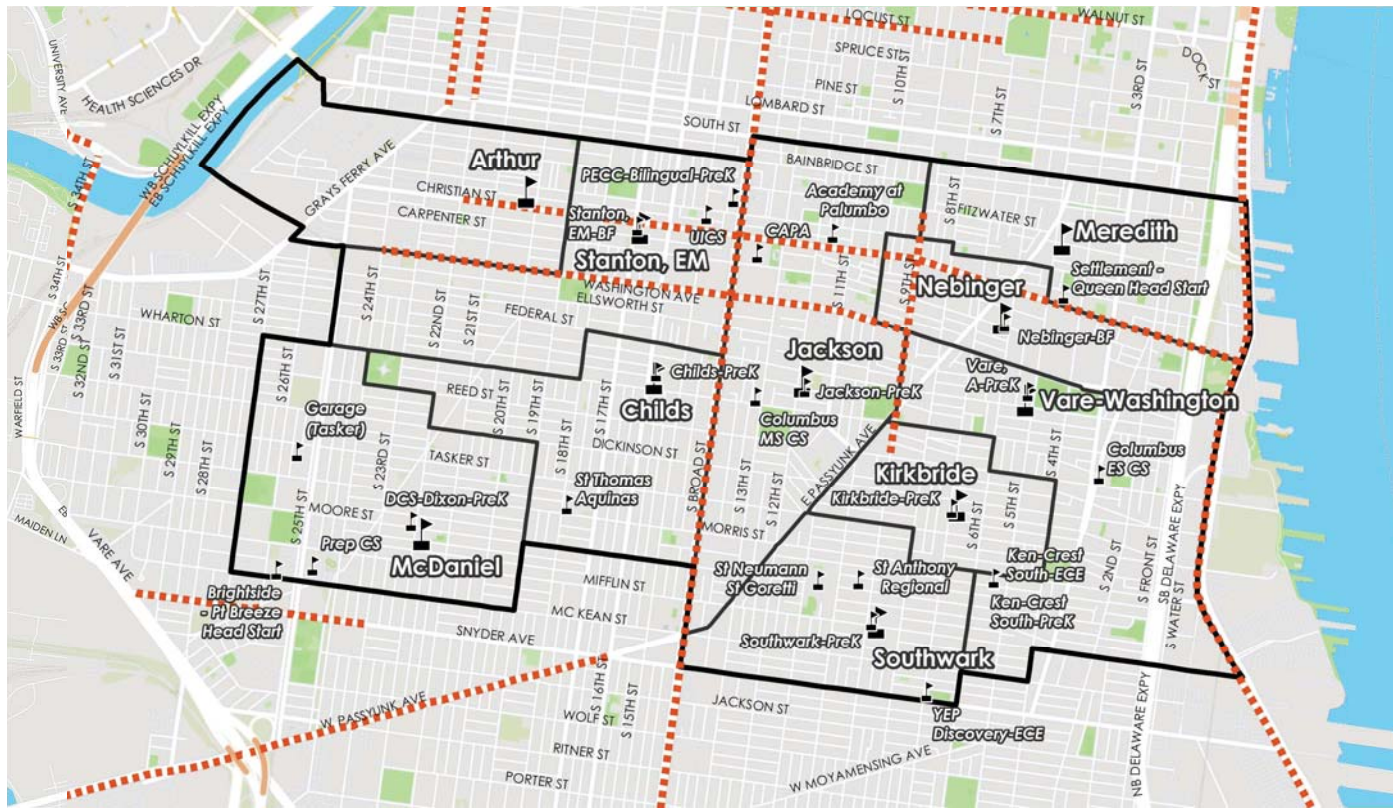 LOCUST ST
WALNUT ST
UNIVERSITY AVE
HEALTH SCIENCES DR
SPRUCE ST
S 10TH ST
S 3RD ST
DOCK ST
PINE ST
LOMBARD ST
S 7TH ST
SOUTH ST
WB SCHUYLKILL EXPY
EB SCHUYLKILL EXPY
S 34TH ST
GRAYS FERRY AVE
Arthur
PECC-Bilingual-PreK
BAINBRIDGE ST
Academy at
Palumbo
S 8TH ST
FITZWATER ST
CHRISTIAN ST
CARPENTER ST
Stanton,
EM-BF
UICS
CAPA
Meredith
Stanton, EM
Settlement -
Queen Head Start
S 34TH ST
WB SC
S 33RD ST
S 33RD ST
S 27TH ST
S 24TH ST
WASHINGTON AVE
ELLSWORTH ST
S 11TH ST
S 9TH ST
Nebinger
Nebinger-BF
WHARTON ST
S 32ND ST
S 31ST ST
S 22ND ST
S 21ST ST
FEDERAL ST
Jackson
Jackson-PreK
Vare,
A-PreK
Vare-Washington
WARFIELD ST
S 30TH ST
S 29TH ST
S 28TH ST
S 26TH ST
REED ST
S 20TH ST
S 19TH ST
S 17TH ST
Childs-PreK
Childs
Columbus
MS CS
Garage
(Tasker)
S 23RD ST
TASKER ST
S 18TH ST
DICKINSON ST
S BROAD ST
S 13TH ST
S 12TH ST
E PASSYUNK AVE
Kirkbride
Kirkbride-PreK
S 4TH ST
Columbus
ES CS
St Thomas
Aquinas
DCS-Dixon-PreK
S 25TH ST
MOORE ST
MORRIS ST
S 6TH ST
S 5TH ST
EB
MAIDEN LN
VARE AVE
Prep CS
McDaniel
St Neumann
St Goretti
St Anthony
Regional
Ken-Crest
South-ECE
Ken-Crest
South-PreK
S 2ND ST
S FRONT ST
SB DELAWARE EXPY
S WATER ST
Brightside
- Pt Breeze
Head Start
MIFFLIN ST
MC KEAN ST
SNYDER AVE
Southwark-PreK
Southwark
W PASSYUNK AVE
S 16TH ST
S 15TH ST
WOLF ST
JACKSON ST
YEP
Discovery-ECE
RITNER ST
PORTER ST
W MOYAMENSING AVE
NB DELAWARE EXPY